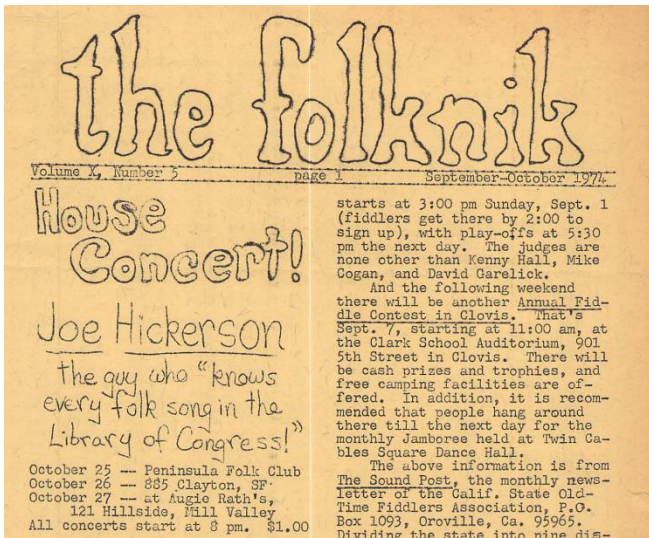 the folknik
Volume X, Number 5 page 1 September-October 1974
House
Concert!
Joe Hickerson
the guy who "knows
every folk song in the
Library of Congress!"
October 25 -- Peninsula Folk Club
October 26 -- 885 Clayton, SF
October 27 -- at Augie Rath's,
121 Hillside, Mill Valley
All concerts start at 8 pm. $1.00
starts at 3:00 pm Sunday, Sept. 1
(fiddlers get there by 2:00 to
sign up), with play-offs at 5:30
pm the next day. The judges are
none other than Kenny Hall, Mike
Cogan, and David Garelick.
And the following weekend
there will be another Annual Fid-
dle Contest in Clovis. That's
Sept. 7, starting at 11:00 am, at
the Clark School Auditorium, 901
5th Street in Clovis. There will
be cash prizes and trophies, and
free camping facilities are of-
fered. In addition, it is recom-
mended that people hang around
there till the next day for the
monthly Jamboree held at Twin Ca-
bles Square Dance Hall.
The above information is from
The Sound Post, the monthly news-
letter of the Calif. State Old-
Time Fiddlers Association, P.O.
Box 1093, Oroville, Ca. 95965.
Dividing the state into nine dis-